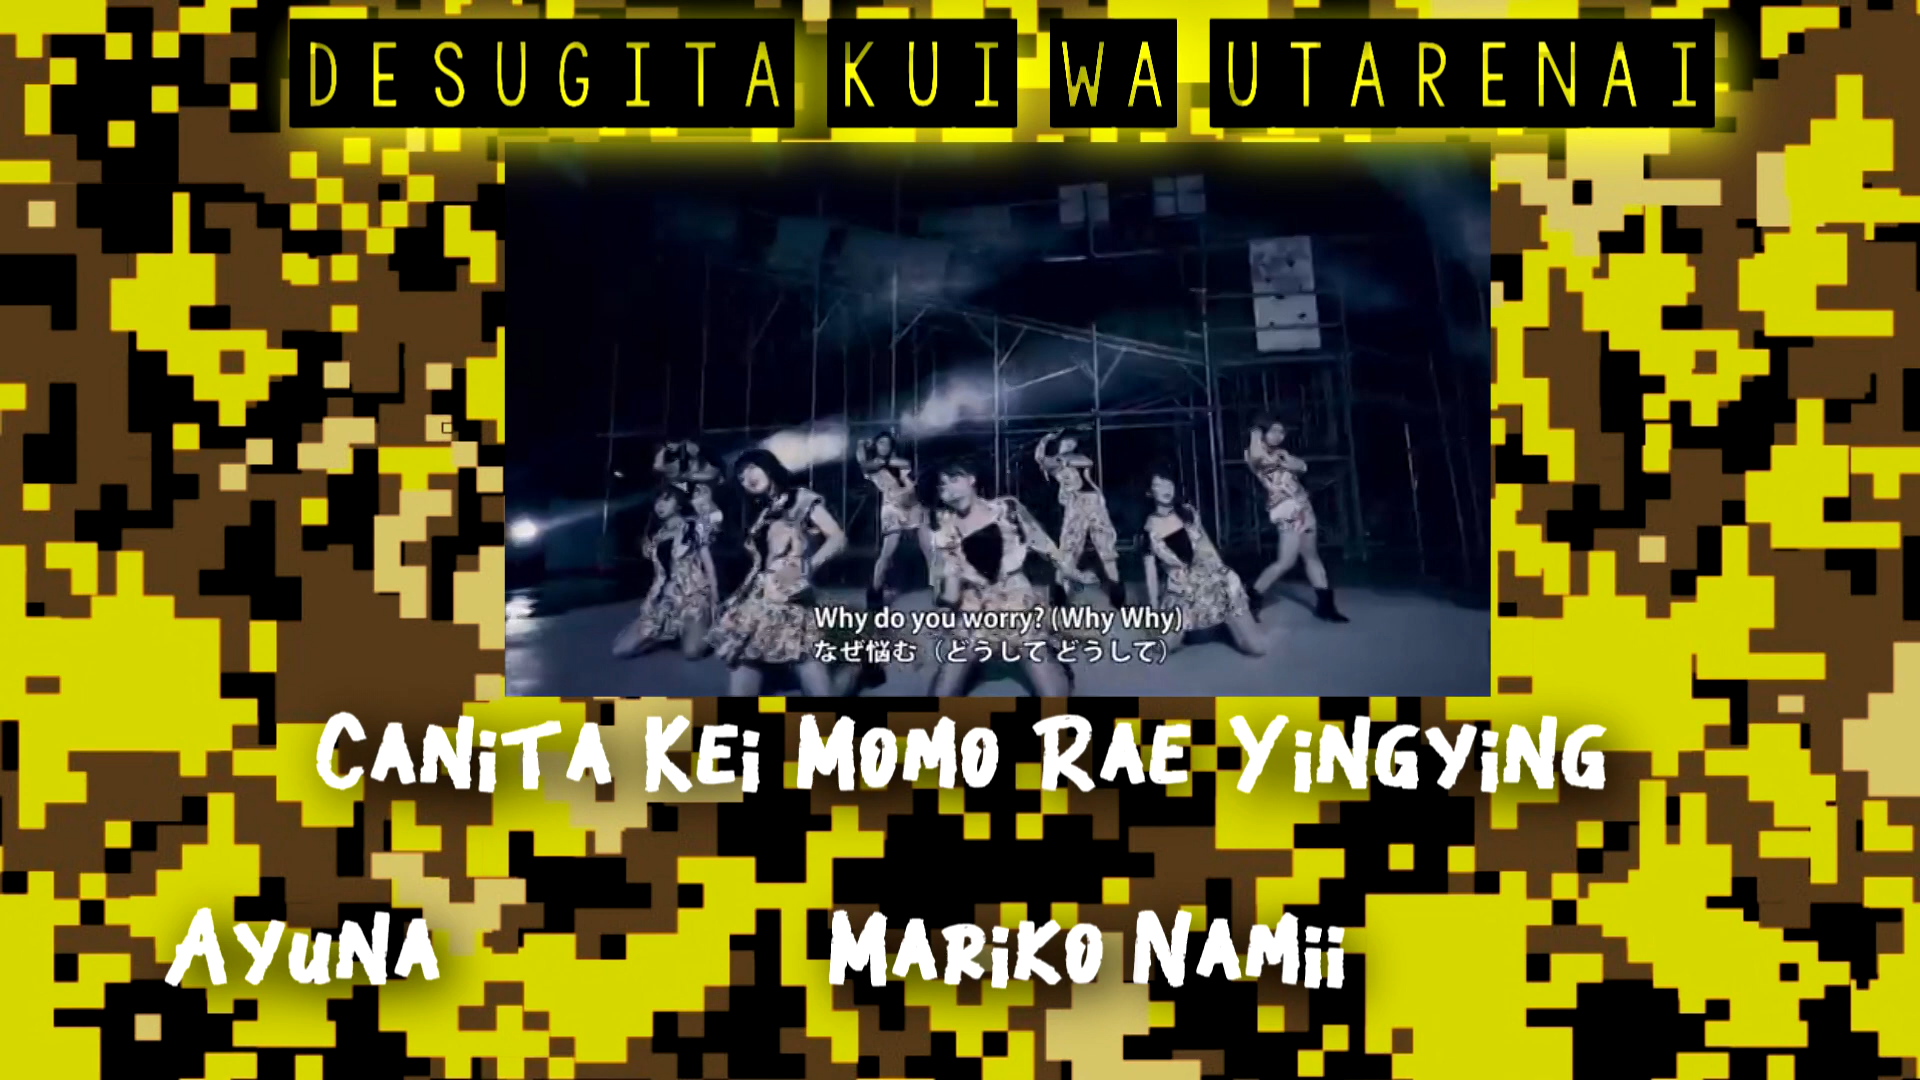 DESUGITA KUI WA UTARENAI
Why do you worry? (Why Why)
なぜ悩む（どうして どうして）
CANiTA KEi MOMO RAE YiNGYiNG
AYUNA MARiKO NAMii